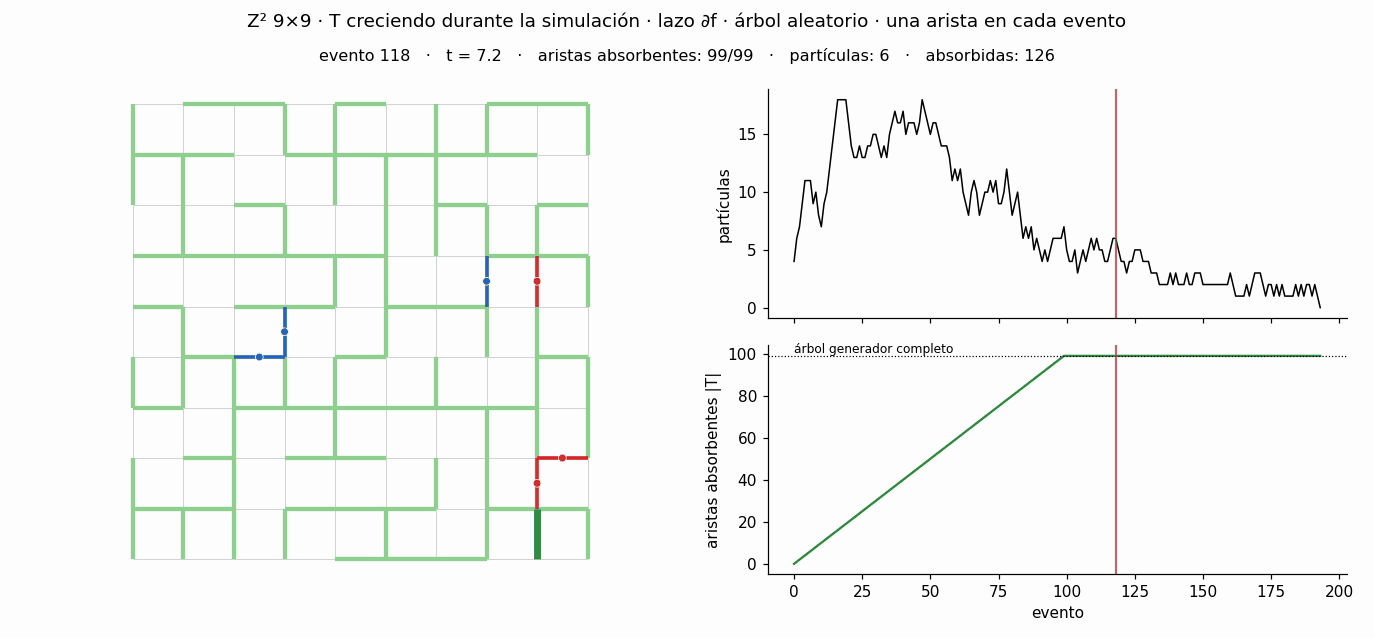 Z² 9×9 · T creciendo durante la simulación · lazo ∂f · árbol aleatorio · una arista en cada evento
evento 118 · t = 7.2 · aristas absorbentes: 99/99 · partículas: 6 · absorbidas: 126
15
10
5
0
partículas
árbol generador completo
100
80
60
40
20
0
aristas absorbentes |T|
0 25 50 75 100 125 150 175 200
evento